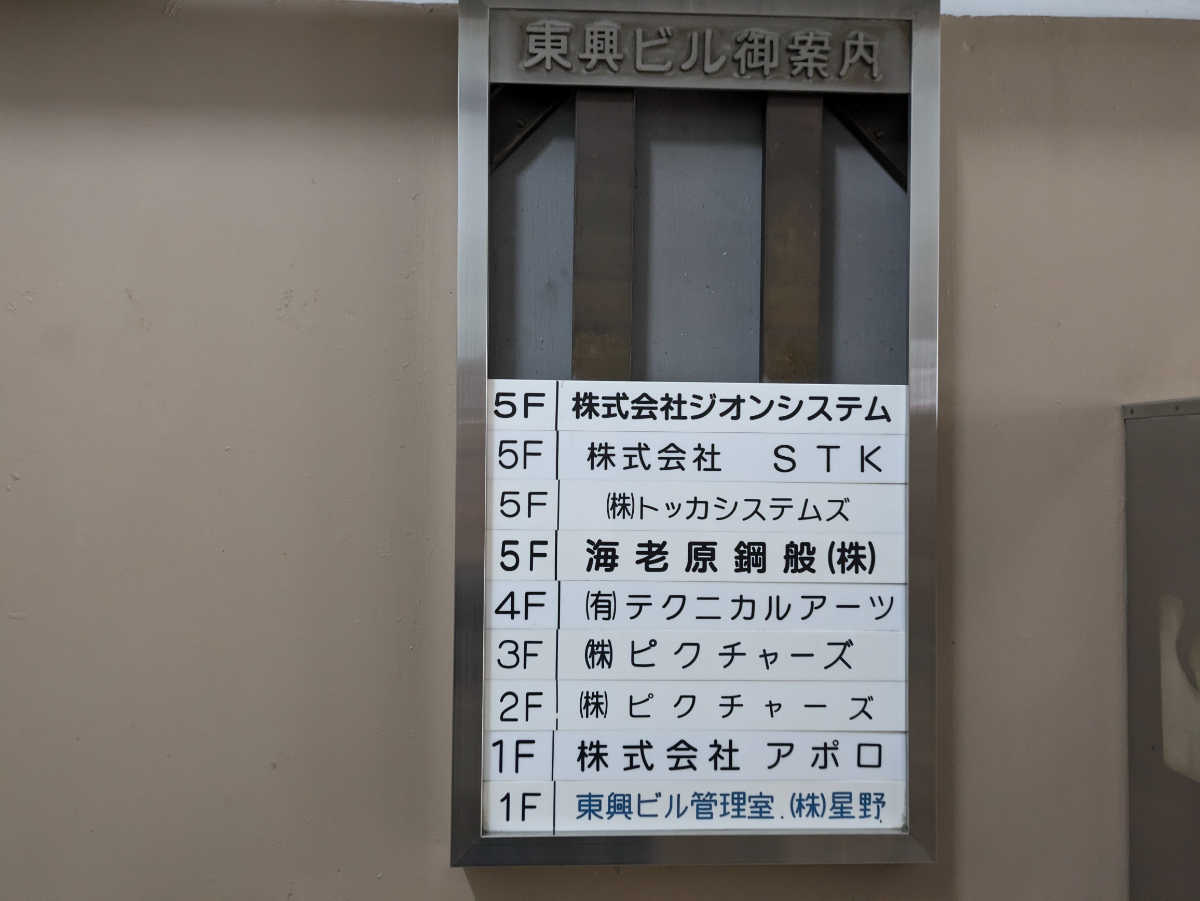 東興ビル御案内
5F 株式会社ジオンシステム
5F 株式会社 STK
5F ㈱トッカシステムズ
5F 海老原鋼般(株)
4F ㈲テクニカルアーツ
3F ㈱ピクチャーズ
2F ㈱ピクチャーズ
1F 株式会社アポロ
1F 東興ビル管理室.(株)星野